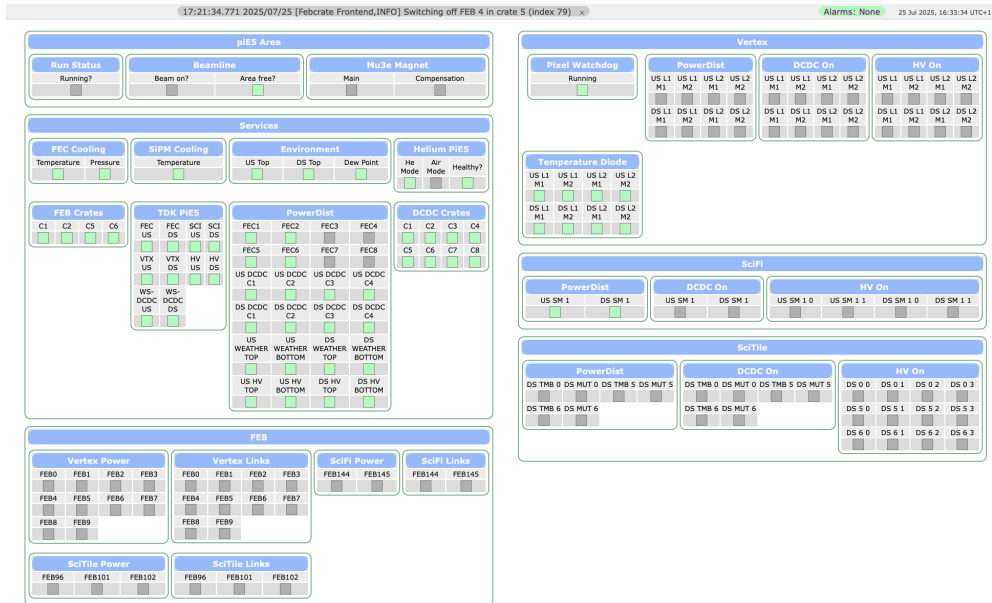 17:21:34.771 2025/07/25 [Febcrate Frontend,INFO] Switching off FEB 4 in crate 5 (index 79) ×
Alarms: None 25 Jul 2025, 16:33:34 UTC+1
piE5 Area
Run Status Beamline Mu3e Magnet
Running? Beam on? Area free? Main Compensation
Services
FEC Cooling SiPM Cooling Environment Helium PiE5
Temperature Pressure Temperature US Top DS Top Dew Point He Mode Air Mode Healthy?
FEB Crates
C1 C2 C5 C6
TDK PiE5
FEC US FEC DS SCI US SCI DS
VTX US VTX DS HV US HV DS
WS-DCDC US WS-DCDC DS
PowerDist
FEC1 FEC2 FEC3 FEC4
FEC5 FEC6 FEC7 FEC8
US DCDC C1 US DCDC C2 US DCDC C3 US DCDC C4
DS DCDC C1 DS DCDC C2 DS DCDC C3 DS DCDC C4
US WEATHER TOP US WEATHER BOTTOM DS WEATHER TOP DS WEATHER BOTTOM
US HV TOP US HV BOTTOM DS HV TOP DS HV BOTTOM
DCDC Crates
C1 C2 C3 C4
C5 C6 C7 C8
FEB
Vertex Power
FEB0 FEB1 FEB2 FEB3
FEB4 FEB5 FEB6 FEB7
FEB8 FEB9
Vertex Links
FEB0 FEB1 FEB2 FEB3
FEB4 FEB5 FEB6 FEB7
FEB8 FEB9
SciFi Power
FEB144 FEB145
SciFi Links
FEB144 FEB145
SciTile Power
FEB96 FEB101 FEB102
SciTile Links
FEB96 FEB101 FEB102
Vertex
Pixel Watchdog
Running
PowerDist
US L1 M1 US L1 M2 US L2 M1 US L2 M2
DS L1 M1 DS L1 M2 DS L2 M1 DS L2 M2
DCDC On
US L1 M1 US L1 M2 US L2 M1 US L2 M2
DS L1 M1 DS L1 M2 DS L2 M1 DS L2 M2
HV On
US L1 M1 US L1 M2 US L2 M1 US L2 M2
DS L1 M1 DS L1 M2 DS L2 M1 DS L2 M2
Temperature Diode
US L1 M1 US L1 M2 US L2 M1 US L2 M2
DS L1 M1 DS L1 M2 DS L2 M1 DS L2 M2
SciFi
PowerDist DCDC On HV On
US SM 1 DS SM 1 US SM 1 DS SM 1 US SM 1 0 US SM 1 1 DS SM 1 0 DS SM 1 1
SciTile
PowerDist
DS TMB 0 DS MUT 0 DS TMB 5 DS MUT 5
DS TMB 6 DS MUT 6
DCDC On
DS TMB 0 DS MUT 0 DS TMB 5 DS MUT 5
DS TMB 6 DS MUT 6
HV On
DS 0 0 DS 0 1 DS 0 2 DS 0 3
DS 5 0 DS 5 1 DS 5 2 DS 5 3
DS 6 0 DS 6 1 DS 6 2 DS 6 3